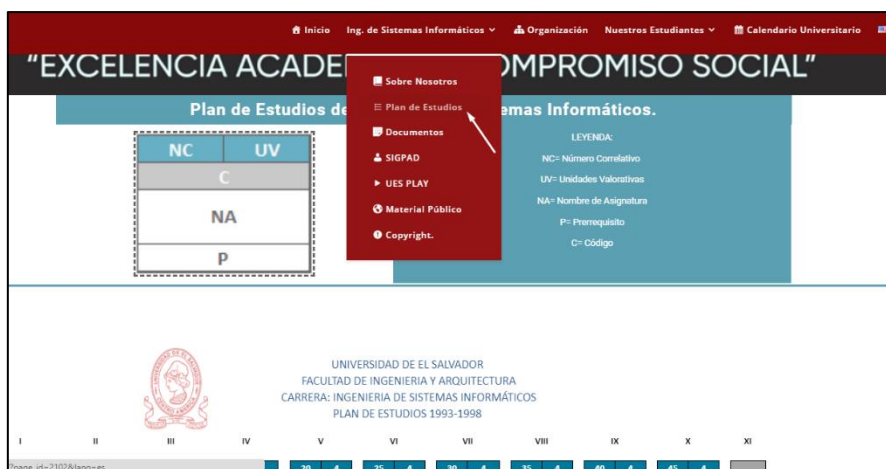 Inicio Ing. de Sistemas Informáticos Organización Nuestros Estudiantes Calendario Universitario
"EXCELENCIA ACADE OMPROMISO SOCIAL"
Sobre Nosotros
Plan de Estudios
Documentos
SIGPAD
UES PLAY
Material Público
Copyright.
Plan de Estudios de emas Informáticos.
NC UV
C
NA
P
LEYENDA:
NC= Número Correlativo
UV= Unidades Valorativas
NA= Nombre de Asignatura
P= Prerrequisito
C= Código
UNIVERSIDAD DE EL SALVADOR
FACULTAD DE INGENIERIA Y ARQUITECTURA
CARRERA: INGENIERIA DE SISTEMAS INFORMÁTICOS
PLAN DE ESTUDIOS 1993-1998
I II III IV V VI VII VIII IX X XI
?page_id=2102&lang=es
20 4 25 4 30 4 35 4 40 4 45 4